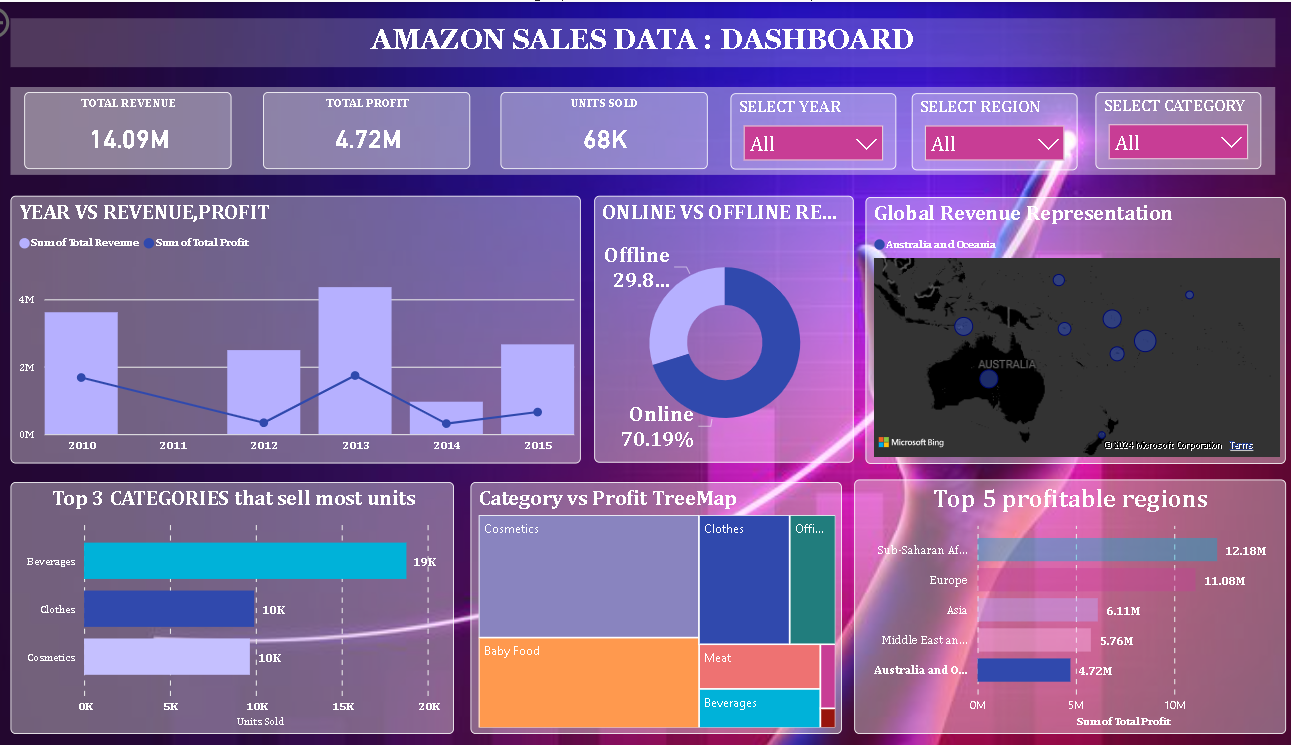 AMAZON SALES DATA : DASHBOARD
TOTAL REVENUE
14.09M
TOTAL PROFIT
4.72M
UNITS SOLD
68K
SELECT YEAR
All
SELECT REGION
All
SELECT CATEGORY
All
YEAR VS REVENUE,PROFIT
Sum of Total Revenue Sum of Total Profit
4M
2M
0M
2010 2011 2012 2013 2014 2015
ONLINE VS OFFLINE RE...
Offline
29.8...
Online
70.19%
Global Revenue Representation
Australia and Oceania
AUSTRALIA
Microsoft Bing
© 2024 Microsoft Corporation Terms
Top 3 CATEGORIES that sell most units
Beverages 19K
Clothes 10K
Cosmetics 10K
0K 5K 10K 15K 20K
Units Sold
Category vs Profit TreeMap
Cosmetics
Clothes
Offi...
Baby Food
Meat
Beverages
Top 5 profitable regions
Sub-Saharan Af... 12.18M
Europe 11.08M
Asia 6.11M
Middle East an... 5.76M
Australia and O... 4.72M
0M 5M 10M
Sum of Total Profit